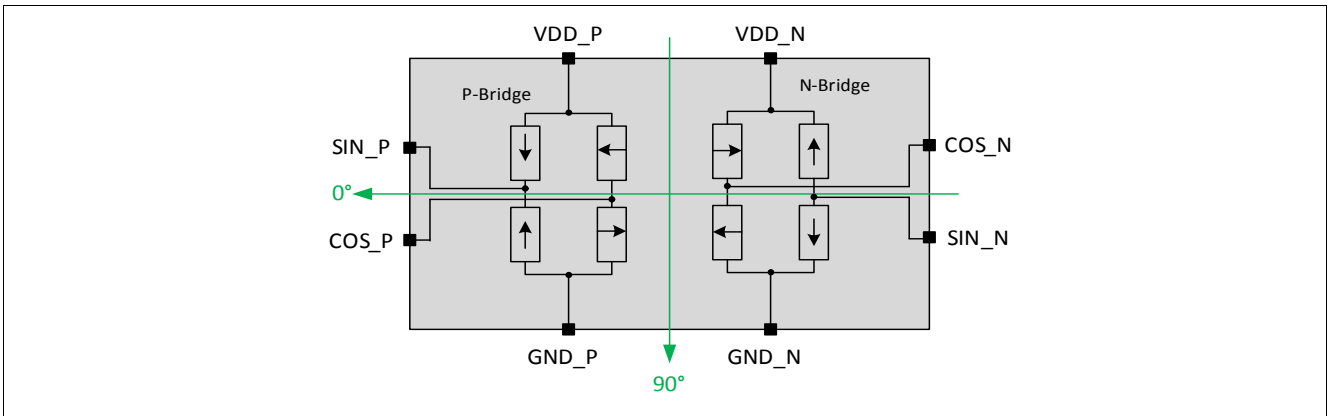 VDD_P
VDD_N
P-Bridge
N-Bridge
SIN_P
COS_N
0°
COS_P
SIN_N
GND_P
GND_N
90°